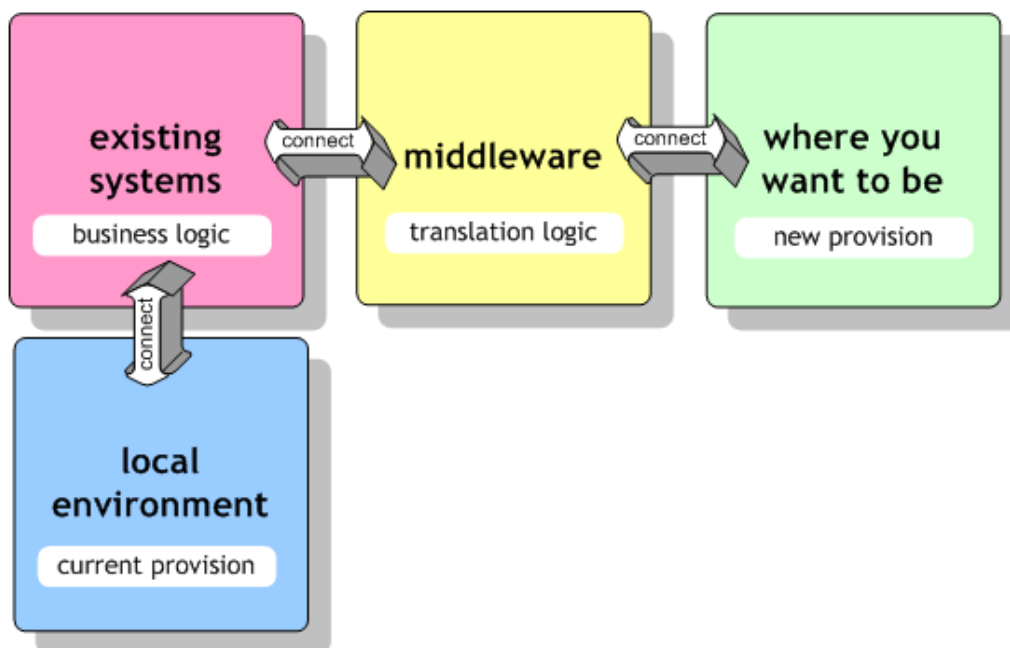 existing
systems
business logic
connect
middleware
translation logic
connect
where you
want to be
new provision
connect
local
environment
current provision